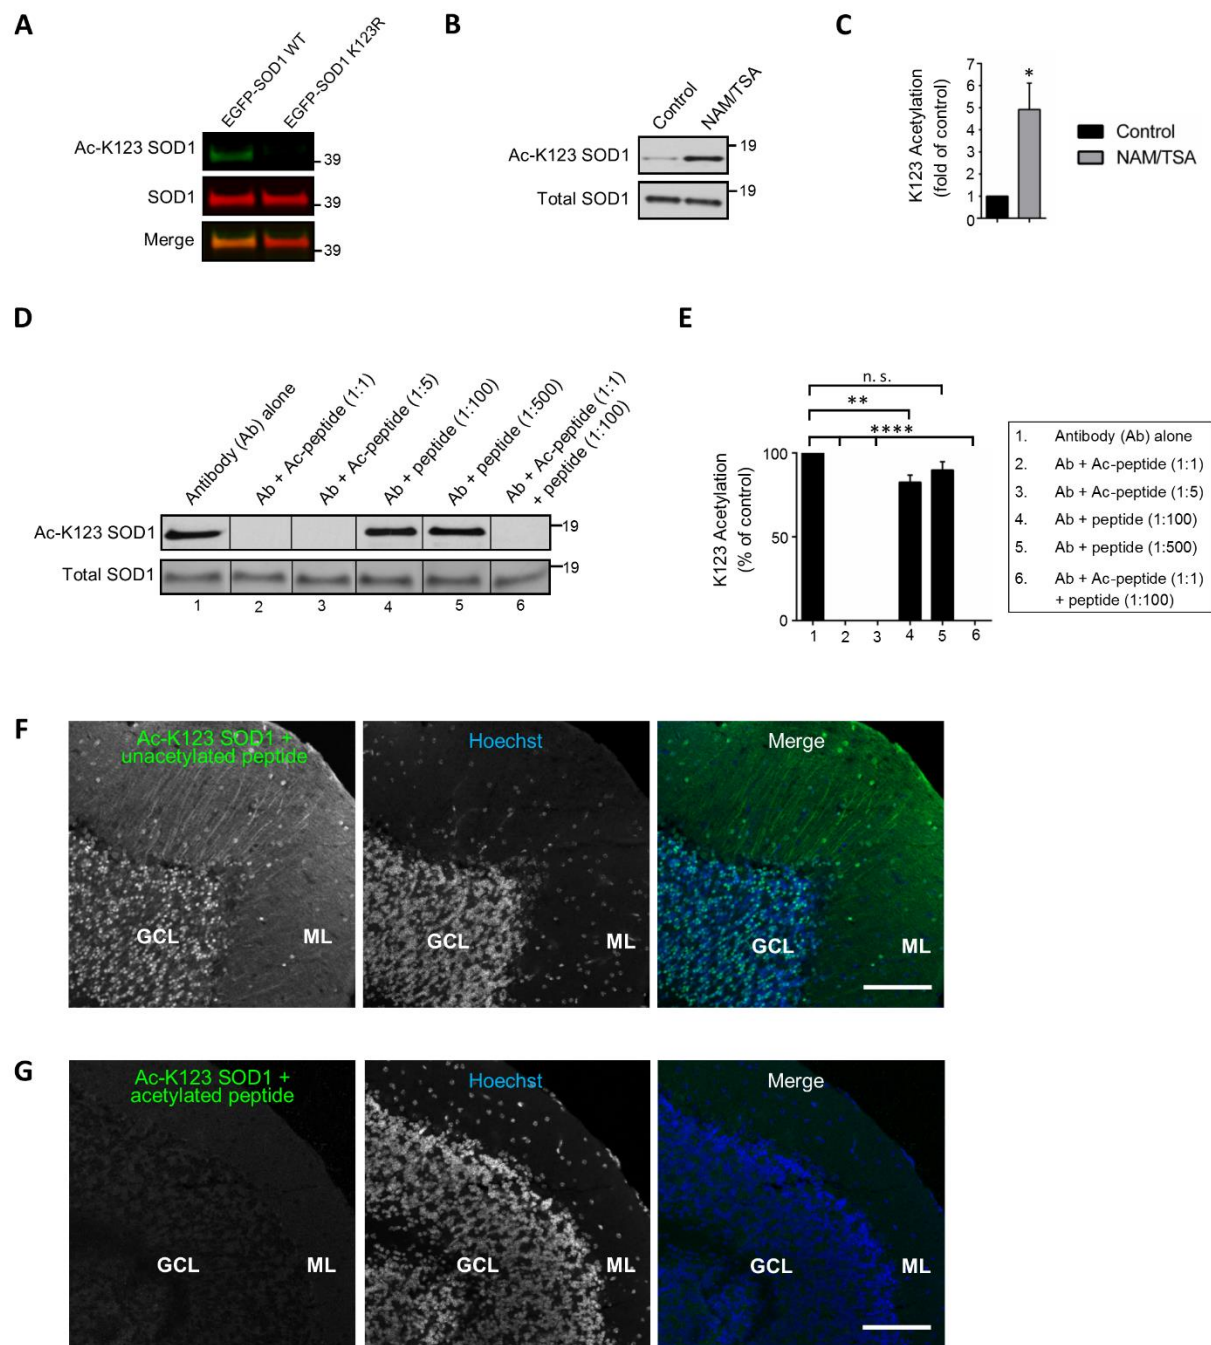 A
EGFP-SOD1 WT
EGFP-SOD1 K123R
Ac-K123 SOD1
39
SOD1
39
Merge
39
B
Control
NAM/TSA
Ac-K123 SOD1
19
Total SOD1
19
C
K123 Acetylation
(fold of control)
7
6
5
4
3
2
1
0
*
Control
NAM/TSA
D
Antibody (Ab) alone
Ab + Ac-peptide (1:1)
Ab + Ac-peptide (1:5)
Ab + peptide (1:100)
Ab + peptide (1:500)
Ab + Ac-peptide (1:1)
+ peptide (1:100)
Ac-K123 SOD1
19
Total SOD1
19
1 2 3 4 5 6
E
n. s.
**
****
K123 Acetylation
(% of control)
100
50
0
1 2 3 4 5 6
1. Antibody (Ab) alone
2. Ab + Ac-peptide (1:1)
3. Ab + Ac-peptide (1:5)
4. Ab + peptide (1:100)
5. Ab + peptide (1:500)
6. Ab + Ac-peptide (1:1)
+ peptide (1:100)
F
Ac-K123 SOD1 +
unacetylated peptide
GCL ML
Hoechst
GCL ML
Merge
GCL ML
G
Ac-K123 SOD1 +
acetylated peptide
GCL ML
Hoechst
GCL ML
Merge
GCL ML